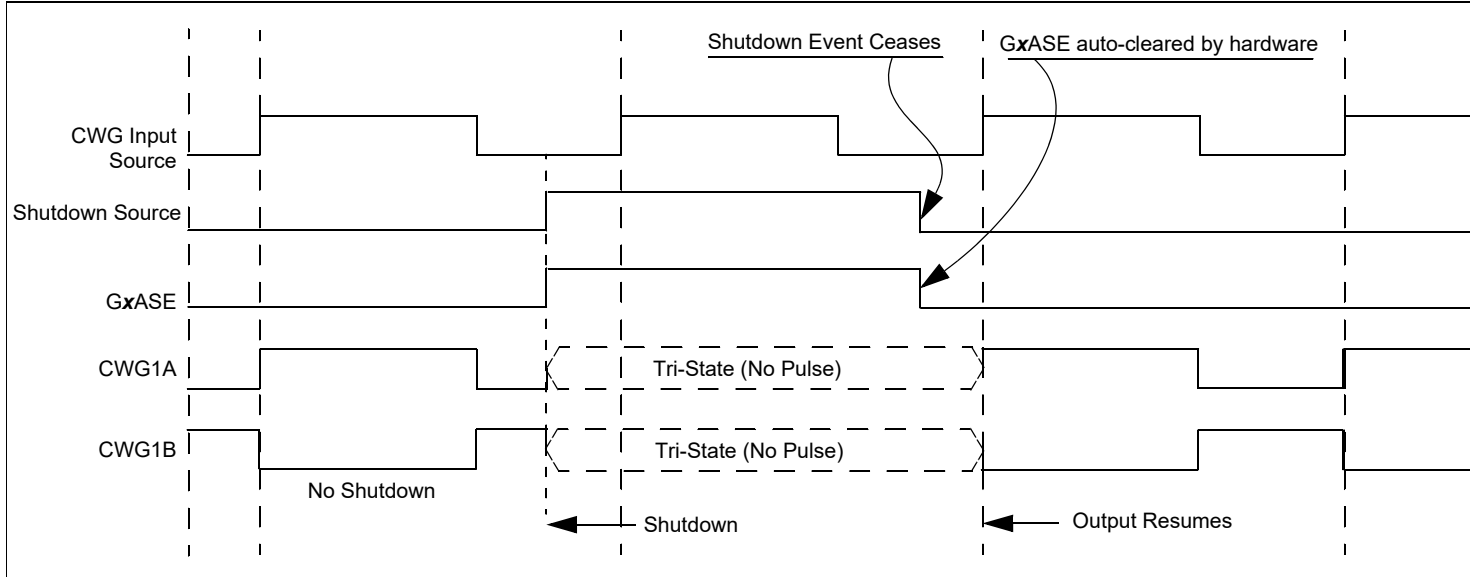 Shutdown Event Ceases
GxASE auto-cleared by hardware
CWG Input
Source
Shutdown Source
GxASE
CWG1A
Tri-State (No Pulse)
CWG1B
Tri-State (No Pulse)
No Shutdown
Shutdown
Output Resumes